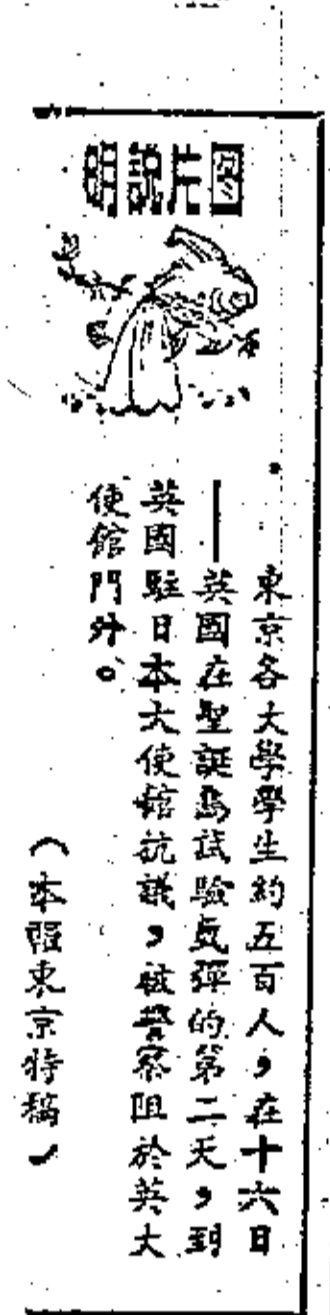 圖片說明
東京各大學學生約五百人，在十六日
——英國在聖誕島試驗氫彈的第二天，到
英國駐日本大使館抗議，被警察阻於英大
使館門外。
（本報東京特稿）